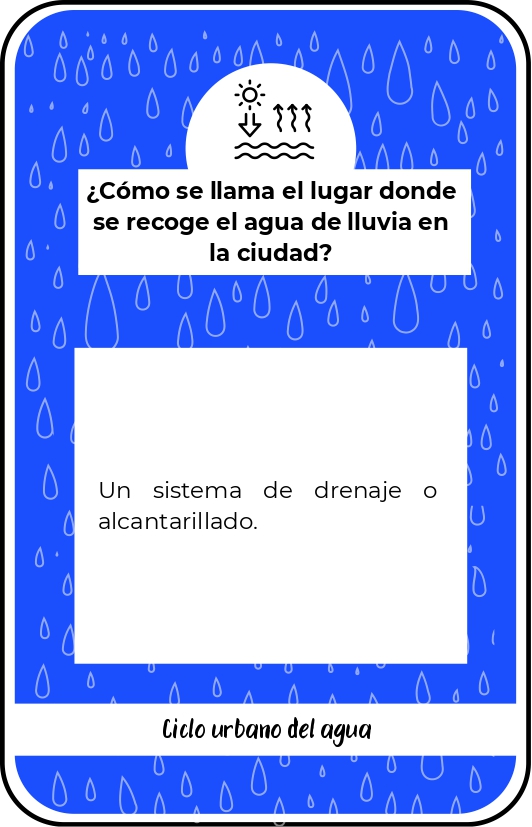 ¿Cómo se llama el lugar donde
se recoge el agua de lluvia en
la ciudad?
Un sistema de drenaje o
alcantarillado.
Ciclo urbano del agua